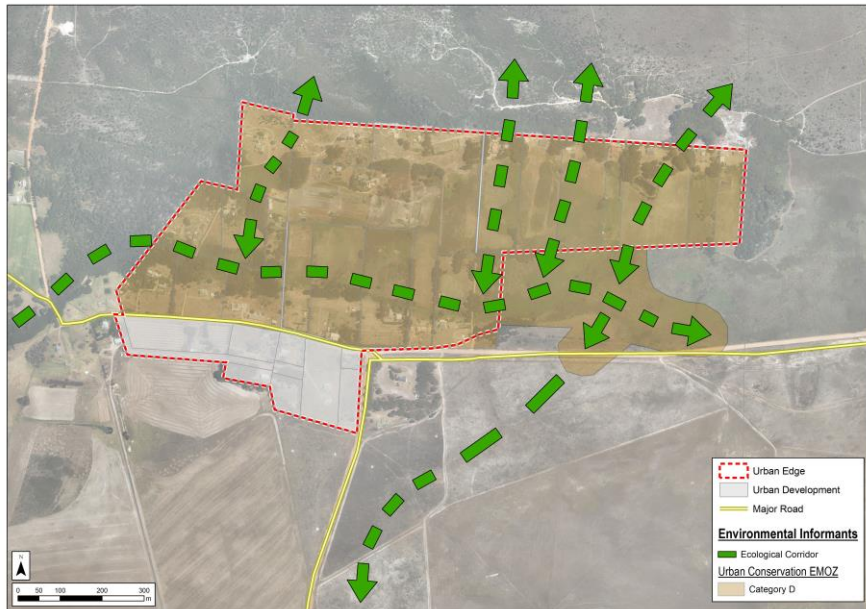 Urban Edge
Urban Development
Major Road
Environmental Informants
Ecological Corridor
Urban Conservation EMOZ
Category D
N
0 50 100 200 300
m